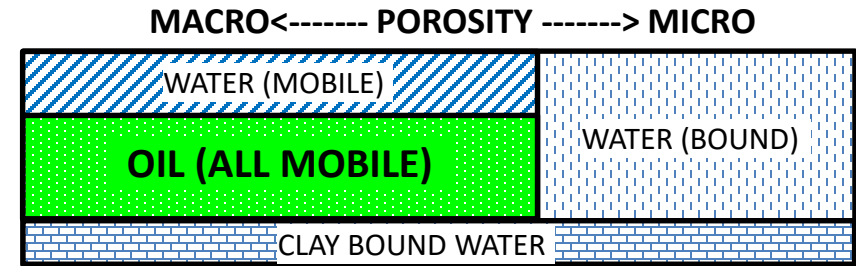 MACRO<------- POROSITY -------> MICRO
WATER (MOBILE)
OIL (ALL MOBILE)
WATER (BOUND)
CLAY BOUND WATER